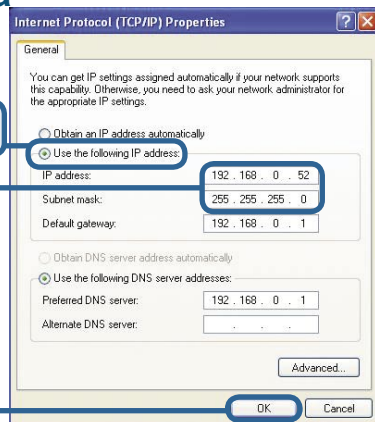 Internet Protocol (TCP/IP) Properties
General
You can get IP settings assigned automatically if your network supports
this capability. Otherwise, you need to ask your network administrator for
the appropriate IP settings.
Obtain an IP address automatically
Use the following IP address:
IP address: 192 . 168 . 0 . 52
Subnet mask: 255 . 255 . 255 . 0
Default gateway: 192 . 168 . 0 . 1
Obtain DNS server address automatically
Use the following DNS server addresses:
Preferred DNS server: 192 . 168 . 0 . 1
Alternate DNS server: . . .
Advanced...
OK Cancel